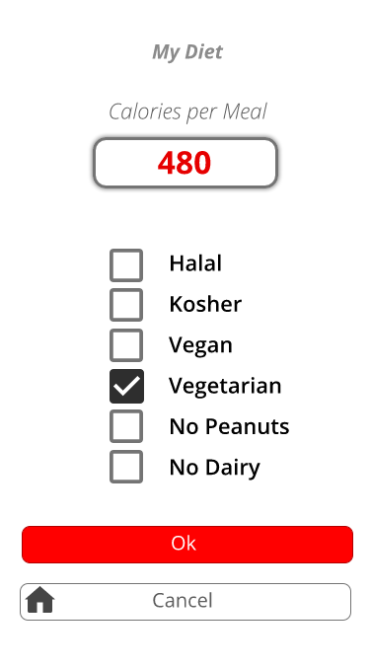 My Diet
Calories per Meal
480
Halal
Kosher
Vegan
Vegetarian
No Peanuts
No Dairy
Ok
Cancel